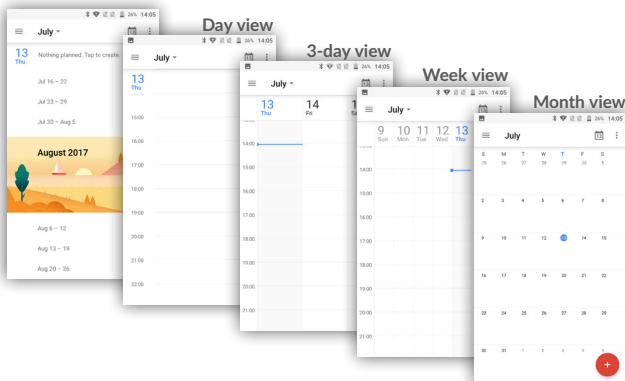 26% 14:05
July
13
Thu
Nothing planned. Tap to create.
Jul 16 – 22
Jul 23 – 29
Jul 30 – Aug 5
August 2017
Aug 6 – 12
Aug 13 – 19
Aug 20 – 26
Day view
26% 14:05
July
13
Thu
15:00
16:00
17:00
18:00
19:00
20:00
21:00
22:00
3-day view
26% 14:05
July
13 14
Thu Fri
14:00
15:00
16:00
17:00
18:00
19:00
20:00
21:00
Week view
26% 14:05
July
9 10 11 12 13
Sun Mon Tue Wed Thu
14:00
15:00
16:00
17:00
18:00
19:00
20:00
21:00
Month view
26% 14:05
July 13
S M T W T F S
25 26 27 28 29 30 1
2 3 4 5 6 7 8
9 10 11 12 13 14 15
16 17 18 19 20 21 22
23 24 25 26 27 28 29
30 31 1 2 3 4 5
+